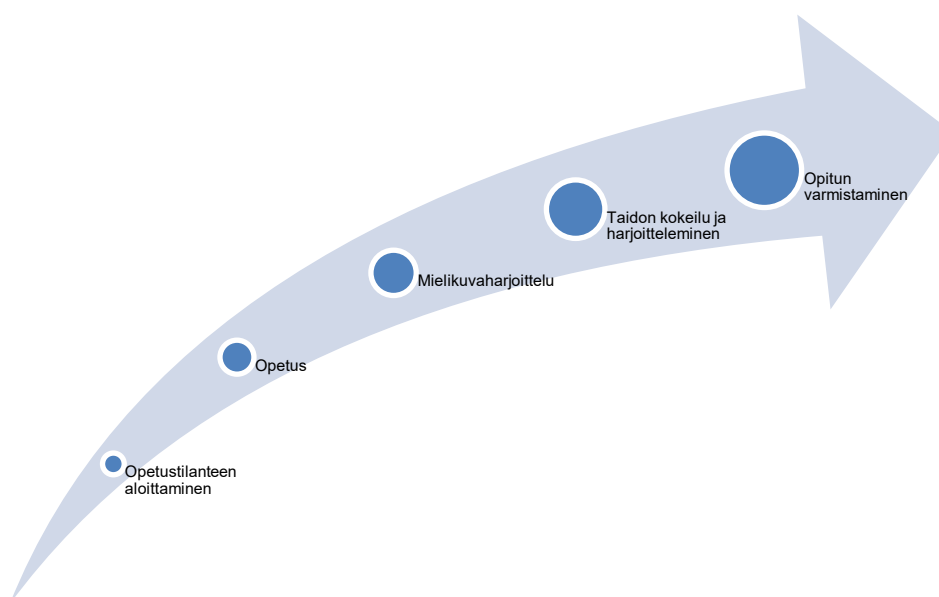 Opetustilanteen
aloittaminen
Opetus
Mielikuvaharjoittelu
Taidon kokeilu ja
harjoitteleminen
Opitun
varmistaminen